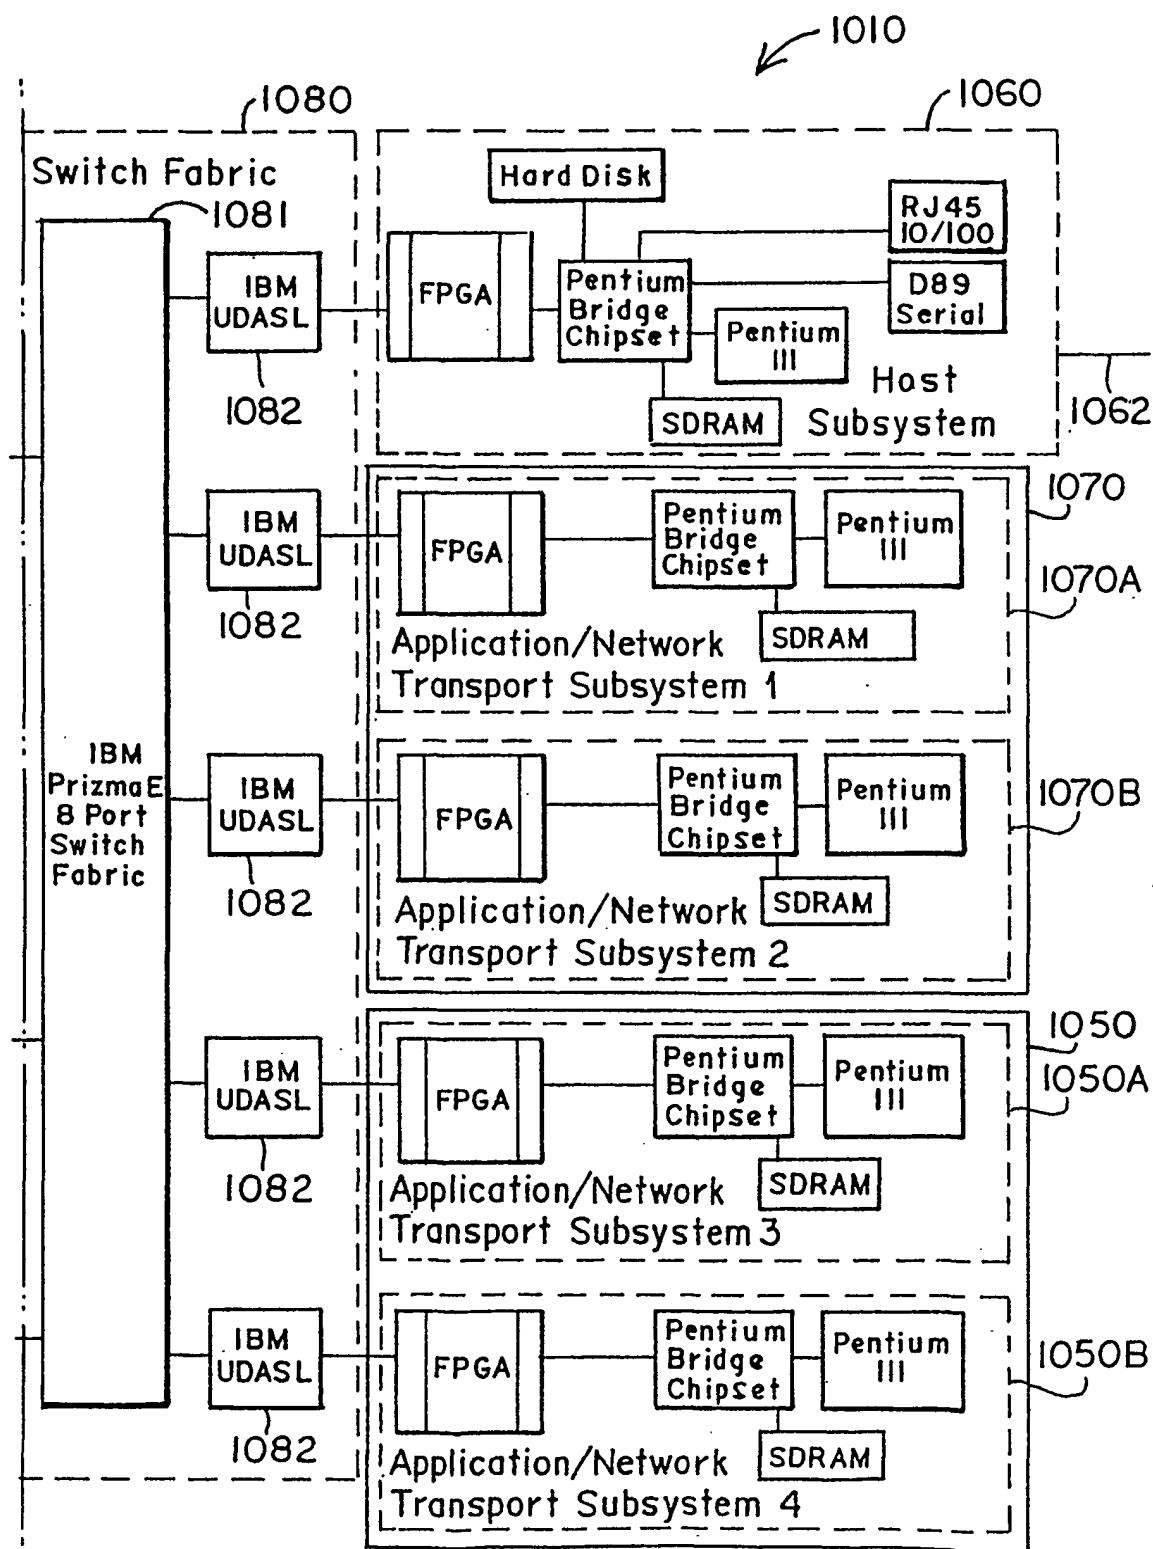 1010
1080
1060
Switch Fabric
1081
Hard Disk
RJ45
10/100
IBM
UDASL
FPGA
Pentium
Bridge
Chipset
D89
Serial
Pentium
III
1082
SDRAM
Host
Subsystem
1062
IBM
UDASL
1082
FPGA
Pentium
Bridge
Chipset
Pentium
III
1070
1070A
SDRAM
Application/Network
Transport Subsystem 1
IBM
PrizmaE
8 Port
Switch
Fabric
IBM
UDASL
1082
FPGA
Pentium
Bridge
Chipset
Pentium
III
1070B
SDRAM
Application/Network
Transport Subsystem 2
IBM
UDASL
1082
FPGA
Pentium
Bridge
Chipset
Pentium
III
1050
1050A
SDRAM
Application/Network
Transport Subsystem 3
IBM
UDASL
1082
FPGA
Pentium
Bridge
Chipset
Pentium
III
1050B
SDRAM
Application/Network
Transport Subsystem 4